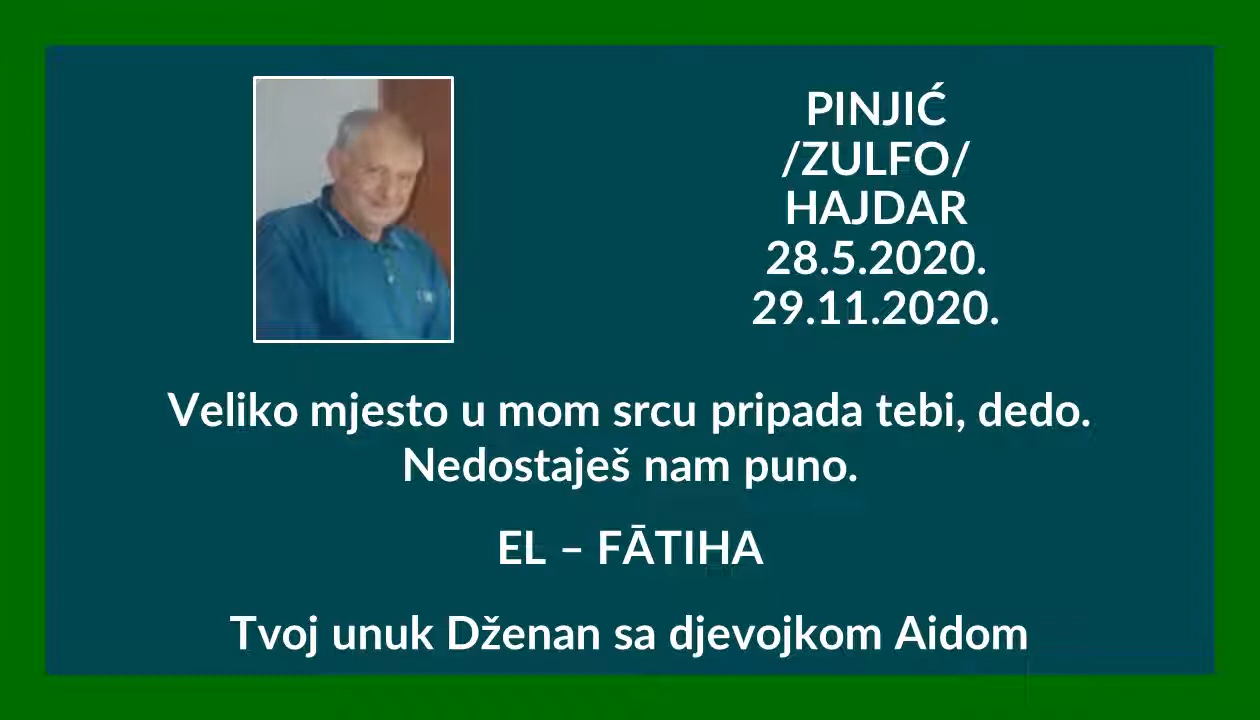 PINJIĆ
/ZULFO/
HAJDAR
28.5.2020.
29.11.2020.
Veliko mjesto u mom srcu pripada tebi, dedo.
Nedostaješ nam puno.
EL – FĀTIHA
Tvoj unuk Dženan sa djevojkom Aidom